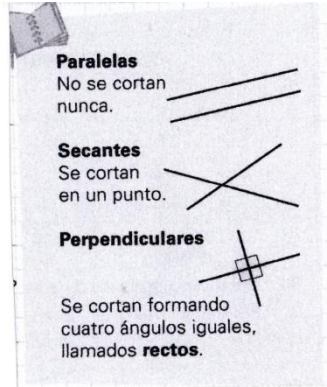 Paralelas
No se cortan
nunca.
Secantes
Se cortan
en un punto.
Perpendiculares
Se cortan formando
cuatro ángulos iguales,
llamados rectos.